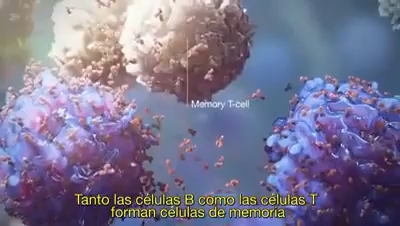 Memory T-cell
Tanto las células B como las células T
forman células de memoria